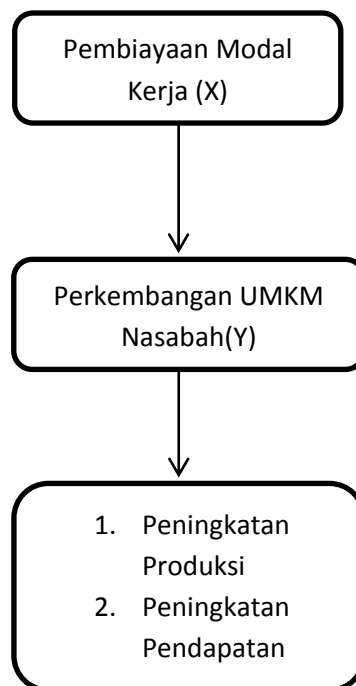 Pembiayaan Modal
Kerja (X)
Perkembangan UMKM
Nasabah(Y)
1. Peningkatan
Produksi
2. Peningkatan
Pendapatan